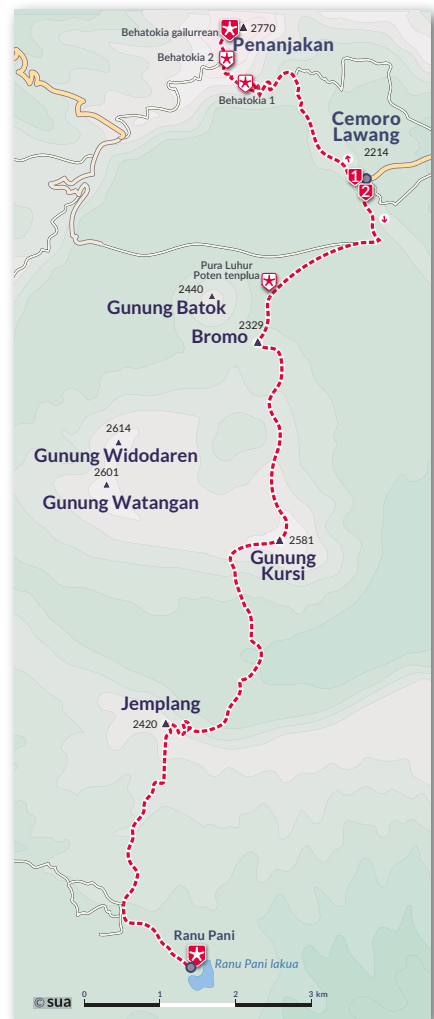 Behatokia gailurrean
2770
Penanjakan
Behatokia 2
Behatokia 1
Cemoro
Lawang
2214
1
2
Pura Luhur
Poten tenplua
2440
Gunung Batok
2329
Bromo
2614
Gunung Widodaren
2601
Gunung Watangan
2581
Gunung
Kursi
Jemplang
2420
Ranu Pani
Ranu Pani lakua
© sua
0 1 2 3 km